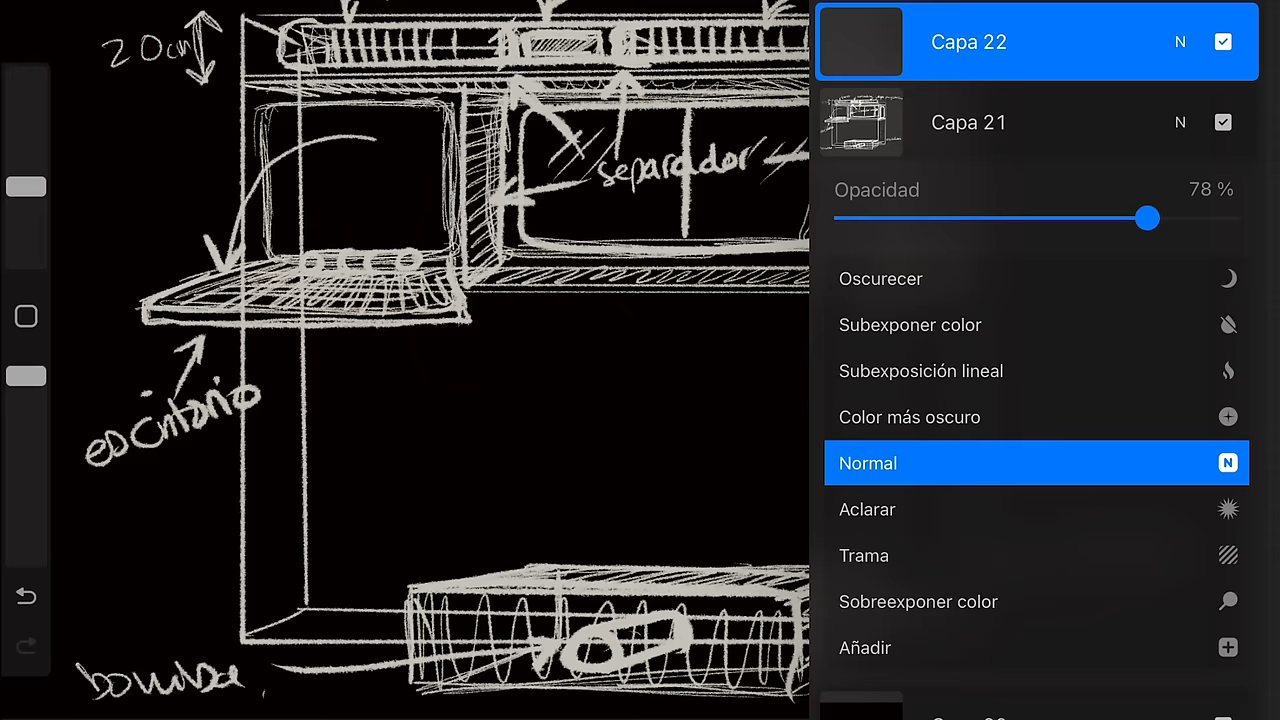 20cm
separador
escritorio
bomba
Capa 22 N
Capa 21 N
Opacidad 78 %
Oscurecer
Subexponer color
Subexposición lineal
Color más oscuro
Normal N
Aclarar
Trama
Sobreexponer color
Añadir